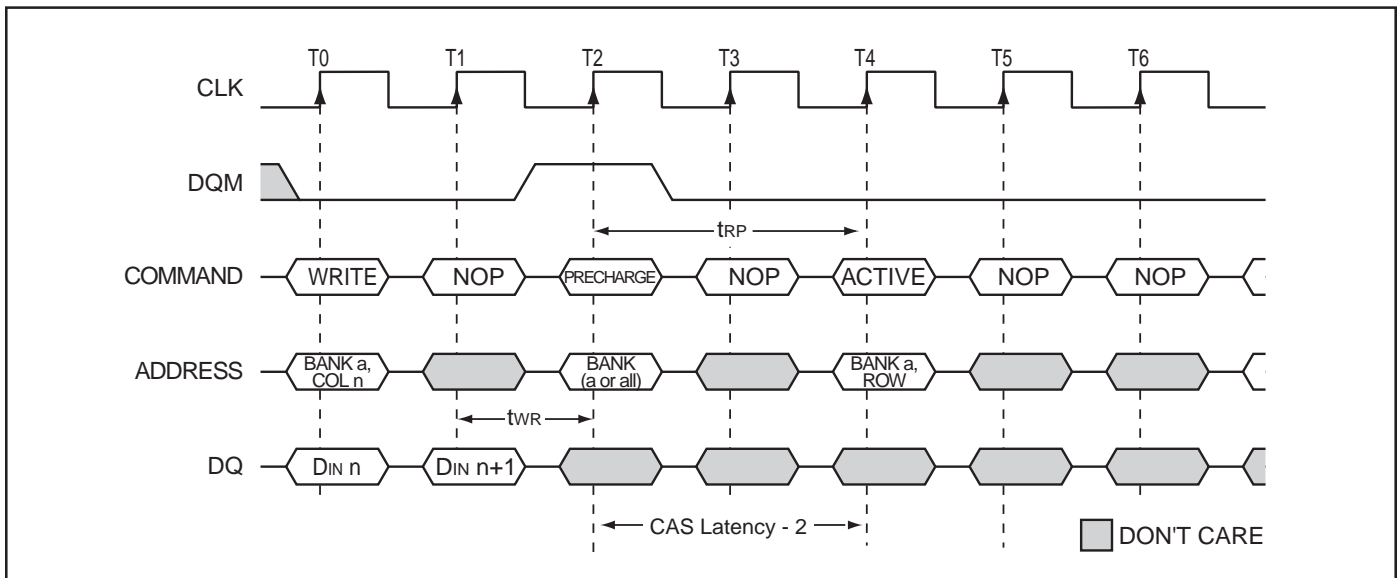 T0 T1 T2 T3 T4 T5 T6
CLK
DQM
tRP
COMMAND WRITE NOP PRECHARGE NOP ACTIVE NOP NOP
ADDRESS BANK a, COL n BANK (a or all) BANK a, ROW
tWR
DQ DIN n DIN n+1
CAS Latency - 2
DON'T CARE